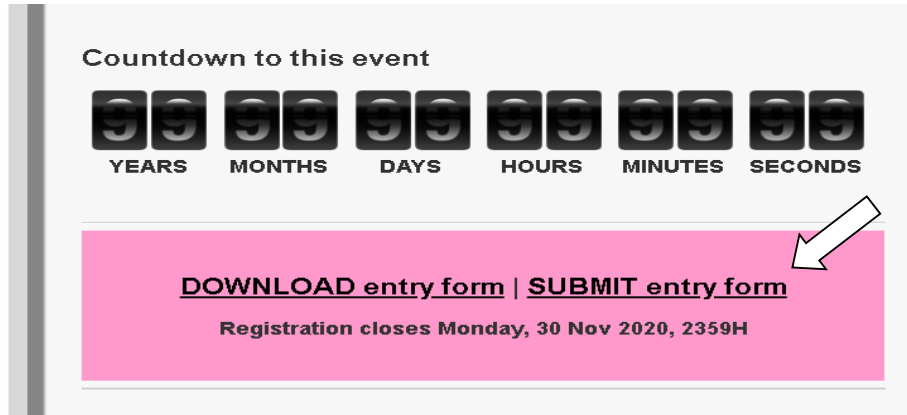 Countdown to this event
99 99 99 99 99 99
YEARS MONTHS DAYS HOURS MINUTES SECONDS
DOWNLOAD entry form | SUBMIT entry form
Registration closes Monday, 30 Nov 2020, 2359H